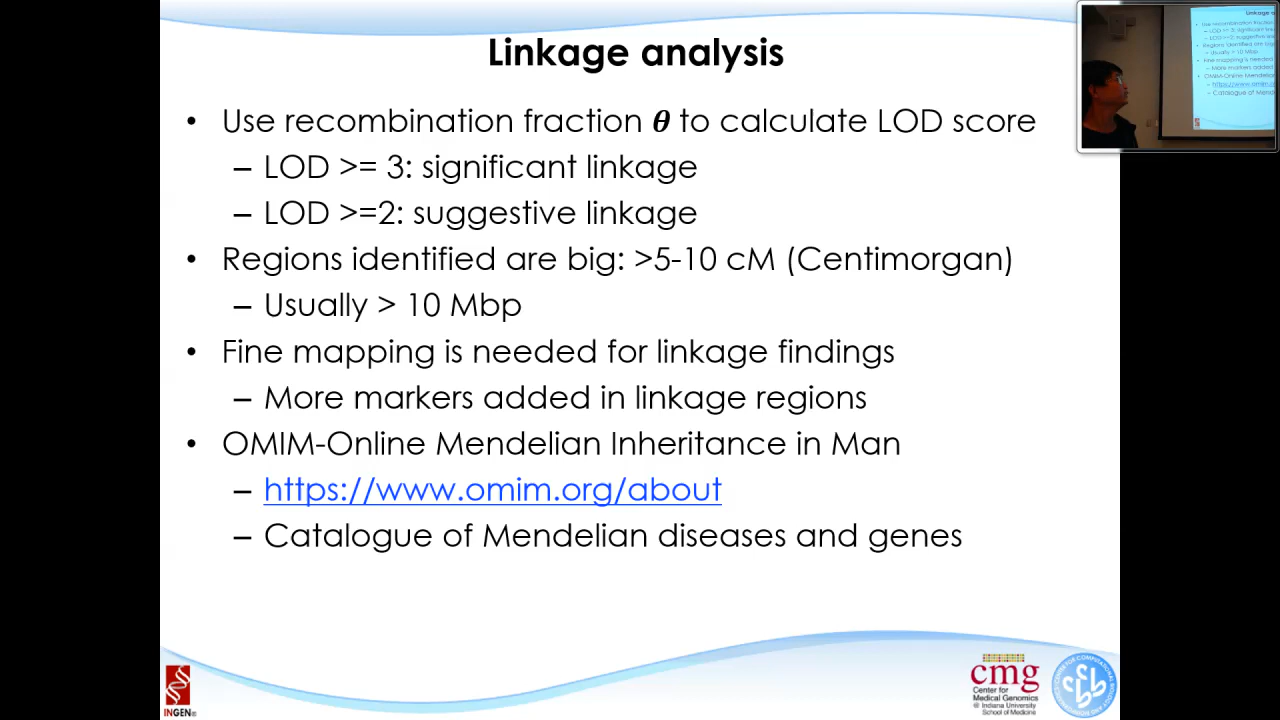 Linkage analysis
• Use recombination fraction θ to calculate LOD score
– LOD >= 3: significant linkage
– LOD >=2: suggestive linkage
• Regions identified are big: >5-10 cM (Centimorgan)
– Usually > 10 Mbp
• Fine mapping is needed for linkage findings
– More markers added in linkage regions
• OMIM-Online Mendelian Inheritance in Man
– https://www.omim.org/about
– Catalogue of Mendelian diseases and genes
INGEN
cmg
Center for
Medical Genomics
@ Indiana University
School of Medicine